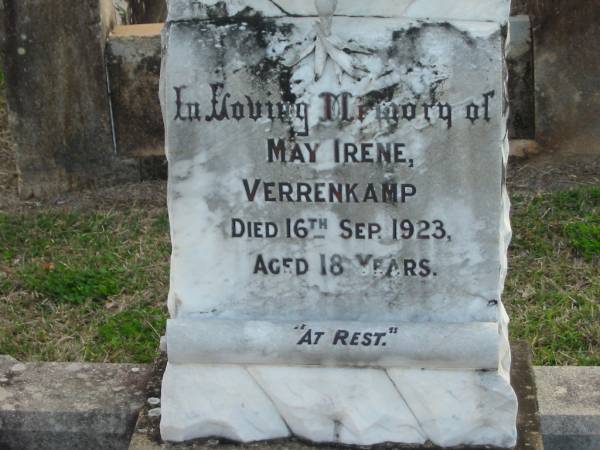 In Loving Memory of
MAY IRENE,
VERRENKAMP
DIED 16TH SEP. 1923,
AGED 18 YEARS.
"AT REST."